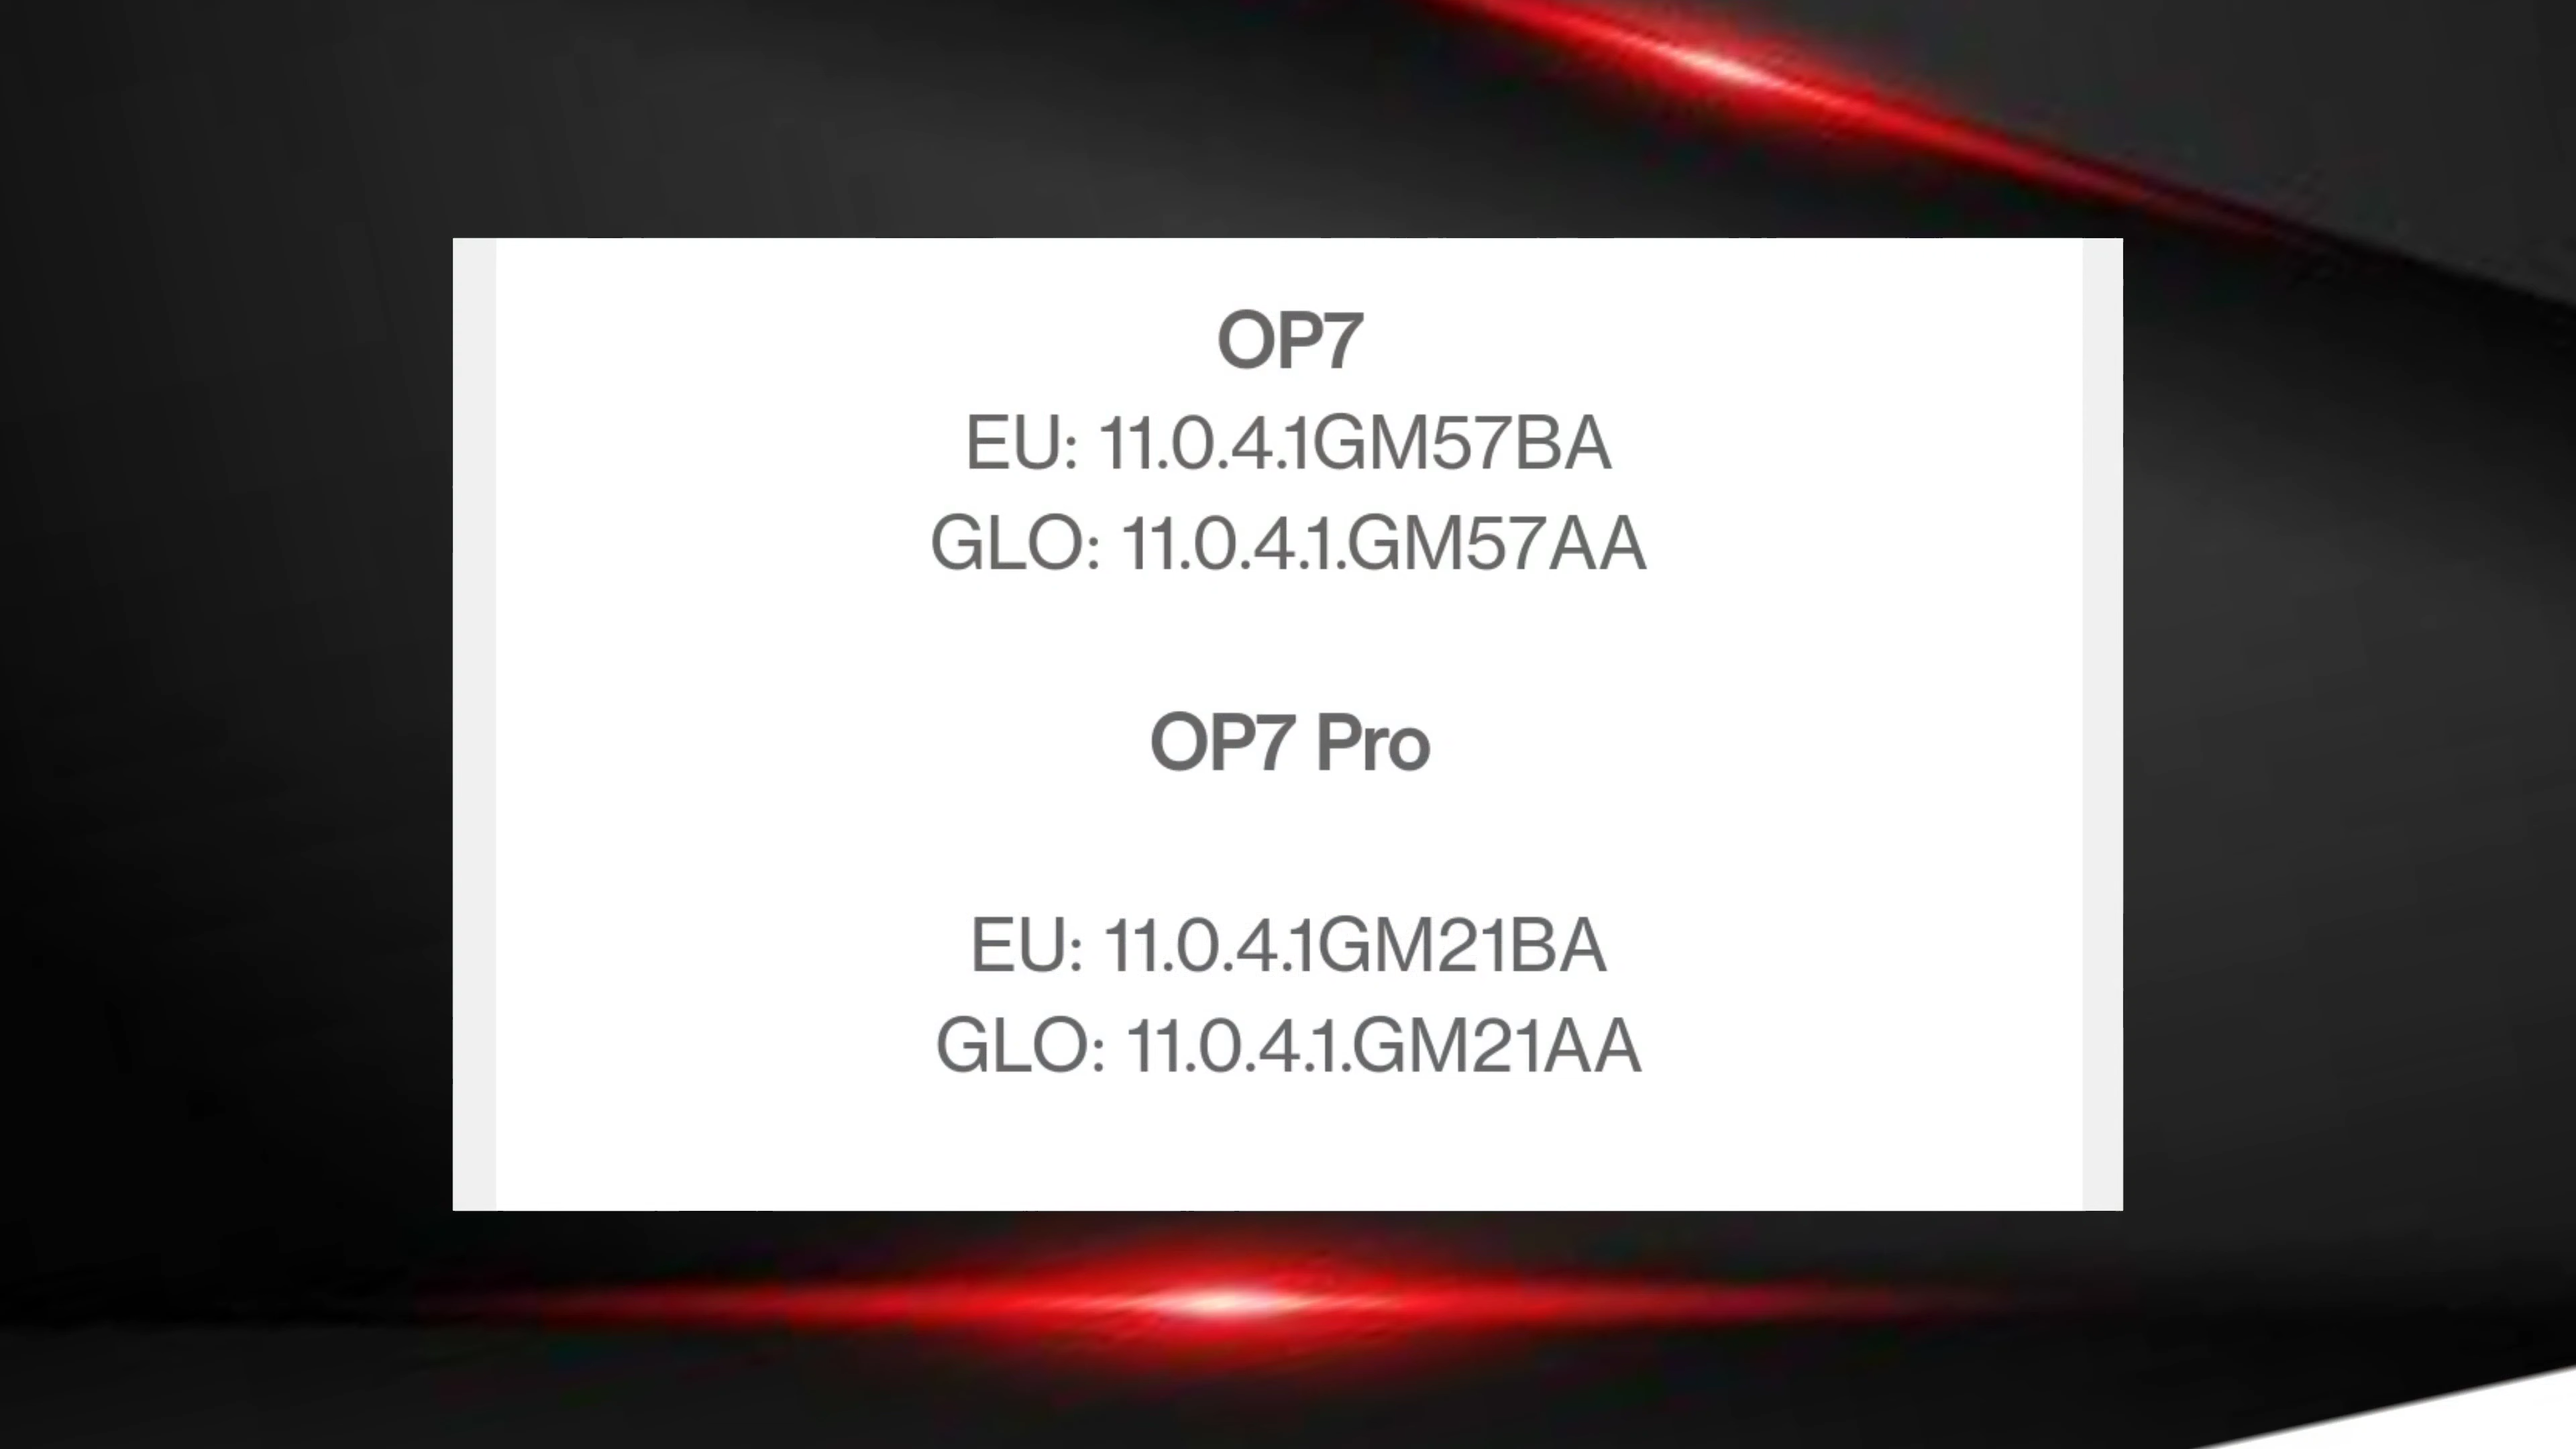 OP7
EU: 11.0.4.1GM57BA
GLO: 11.0.4.1.GM57AA
OP7 Pro
EU: 11.0.4.1GM21BA
GLO: 11.0.4.1.GM21AA